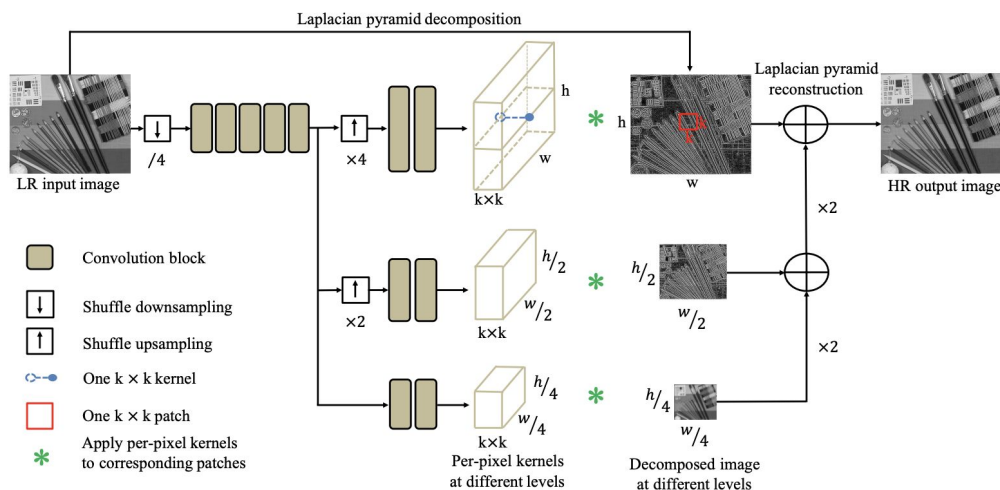 Laplacian pyramid decomposition
LR input image
/4
×4
k×k
h
w
h
w
Laplacian pyramid
reconstruction
HR output image
×2
×2
h/2
w/2
k×k
h/2
w/2
×2
h/4
w/4
k×k
h/4
w/4
Convolution block
Shuffle downsampling
Shuffle upsampling
One k × k kernel
One k × k patch
Apply per-pixel kernels
to corresponding patches
Per-pixel kernels
at different levels
Decomposed image
at different levels